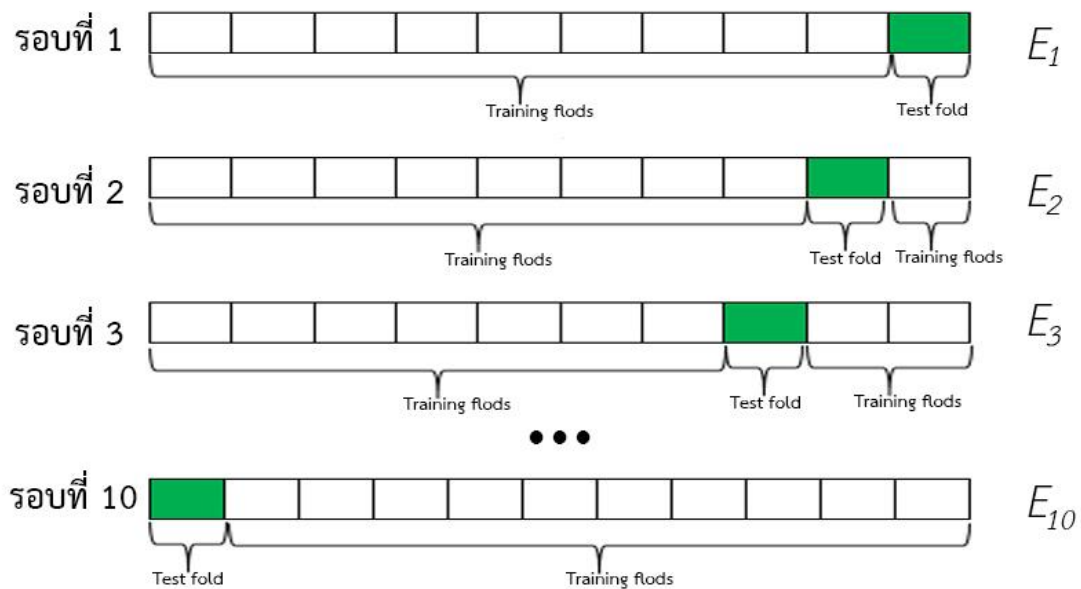 รอบที่ 1
E1
Training flods
Test fold
รอบที่ 2
E2
Training flods
Test fold
Training flods
รอบที่ 3
E3
Training flods
Test fold
Training flods
รอบที่ 10
E10
Test fold
Training flods